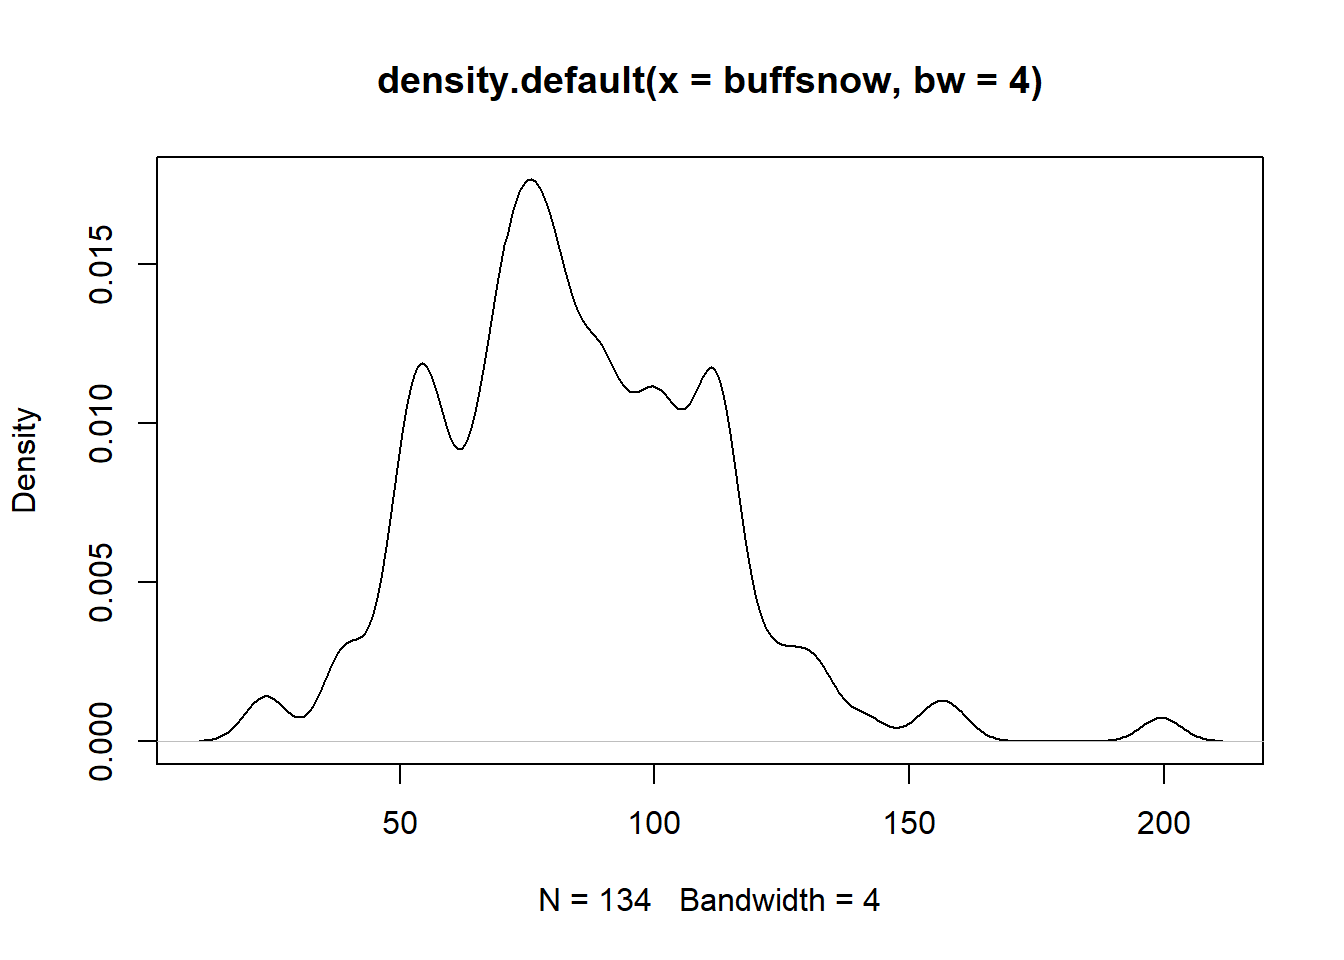 density.default(x = buffsnow, bw = 4)
Density
0.015
0.010
0.005
0.000
50 100 150 200
N = 134 Bandwidth = 4